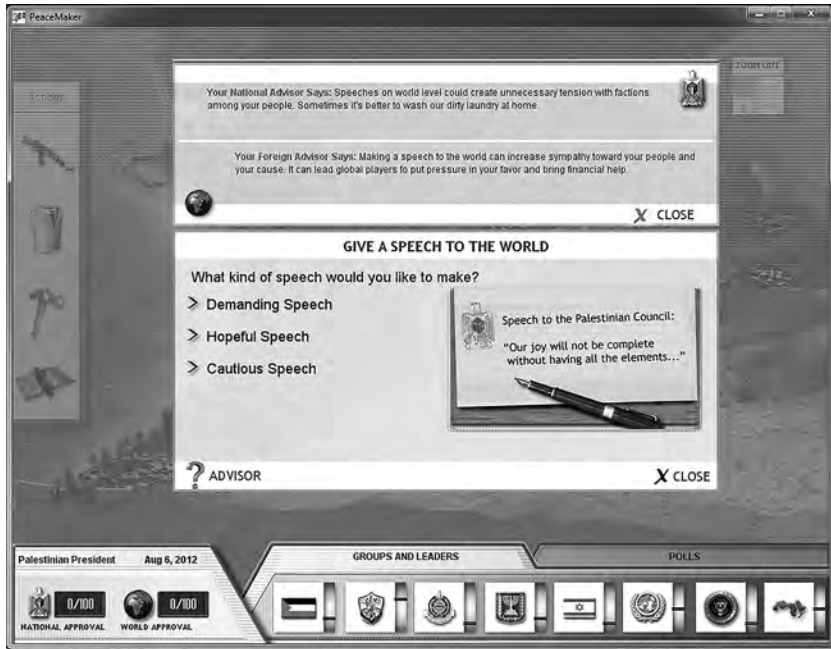 PeaceMaker
ZOOM OUT
ACTIONS
Your National Advisor Says: Speeches on world level could create unnecessary tension with factions
among your people. Sometimes it's better to wash our dirty laundry at home.
Your Foreign Advisor Says: Making a speech to the world can increase sympathy toward your people and
your cause. It can lead global players to put pressure in your favor and bring financial help.
X CLOSE
GIVE A SPEECH TO THE WORLD
What kind of speech would you like to make?
> Demanding Speech
> Hopeful Speech
> Cautious Speech
Speech to the Palestinian Council:
"Our joy will not be complete
without having all the elements..."
? ADVISOR
X CLOSE
Palestinian President Aug 6, 2012
GROUPS AND LEADERS
POLLS
0/100
0/100
NATIONAL APPROVAL
WORLD APPROVAL